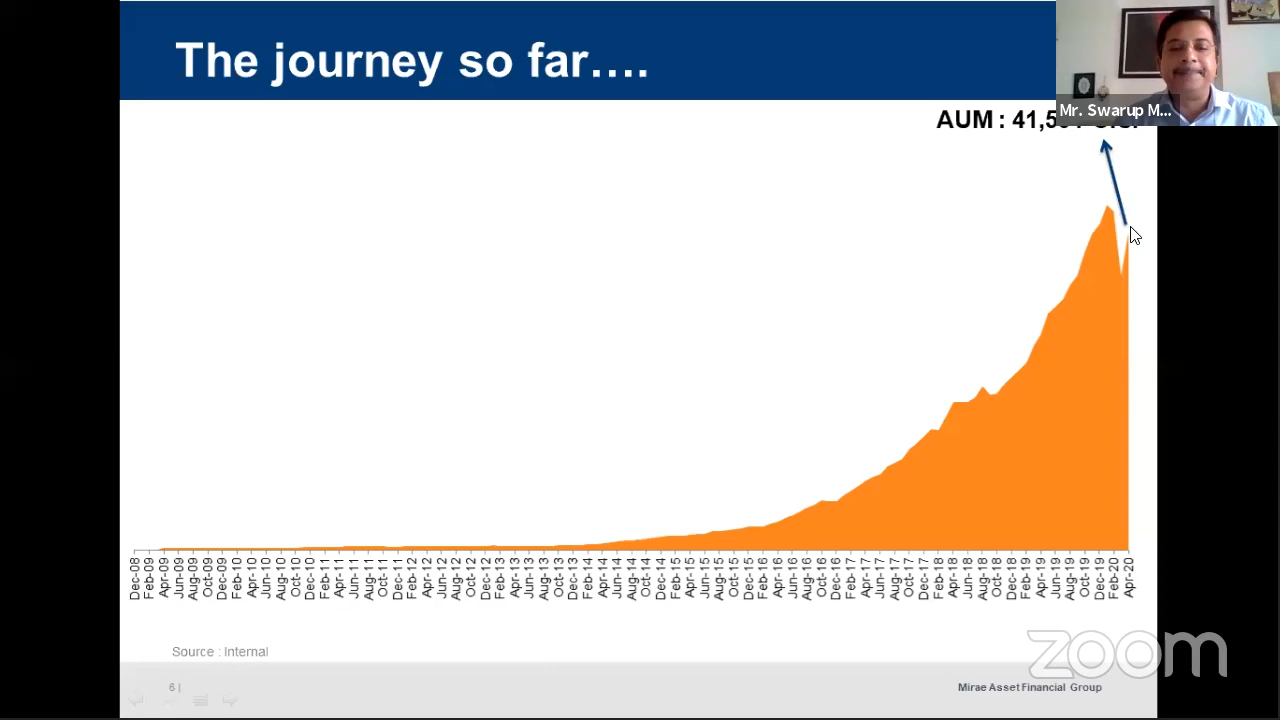 The journey so far….
Mr. Swarup M...
AUM : 41,5
Dec-08
Feb-09
Apr-09
Jun-09
Aug-09
Oct-09
Dec-09
Feb-10
Apr-10
Jun-10
Aug-10
Oct-10
Dec-10
Feb-11
Apr-11
Jun-11
Aug-11
Oct-11
Dec-11
Feb-12
Apr-12
Jun-12
Aug-12
Oct-12
Dec-12
Feb-13
Apr-13
Jun-13
Aug-13
Oct-13
Dec-13
Feb-14
Apr-14
Jun-14
Aug-14
Oct-14
Dec-14
Feb-15
Apr-15
Jun-15
Aug-15
Oct-15
Dec-15
Feb-16
Apr-16
Jun-16
Aug-16
Oct-16
Dec-16
Feb-17
Apr-17
Jun-17
Aug-17
Oct-17
Dec-17
Feb-18
Apr-18
Jun-18
Aug-18
Oct-18
Dec-18
Feb-19
Apr-19
Jun-19
Aug-19
Oct-19
Dec-19
Feb-20
Apr-20
Source : Internal
zoom
6 |
Mirae Asset Financial Group